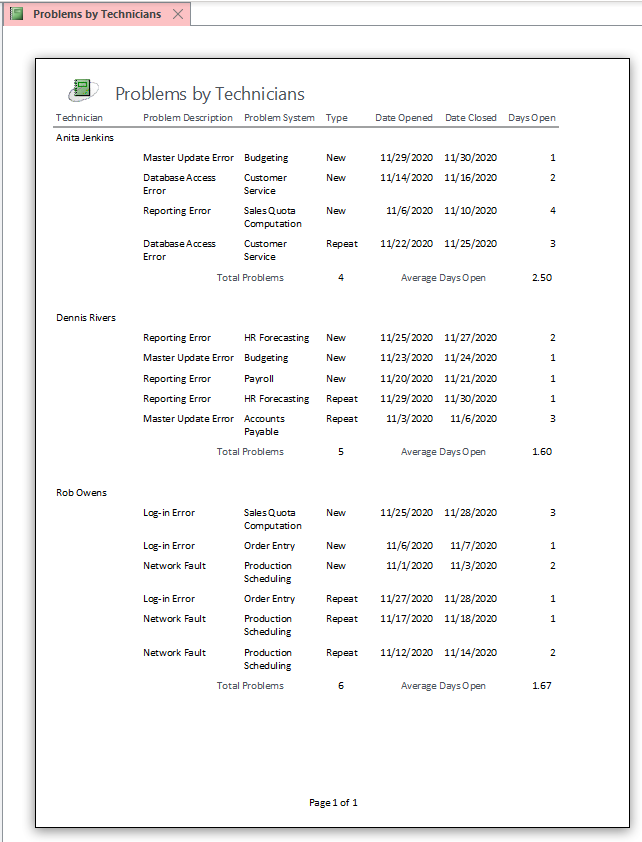 Problems by Technicians
Problems by Technicians
Technician Problem Description Problem System Type Date Opened Date Closed Days Open
Anita Jenkins
Master Update Error Budgeting New 11/29/2020 11/30/2020 1
Database Access Customer New 11/14/2020 11/16/2020 2
Error Service
Reporting Error Sales Quota New 11/6/2020 11/10/2020 4
Computation
Database Access Customer Repeat 11/22/2020 11/25/2020 3
Error Service
Total Problems 4 Average Days Open 2.50
Dennis Rivers
Reporting Error HR Forecasting New 11/25/2020 11/27/2020 2
Master Update Error Budgeting New 11/23/2020 11/24/2020 1
Reporting Error Payroll New 11/20/2020 11/21/2020 1
Reporting Error HR Forecasting Repeat 11/29/2020 11/30/2020 1
Master Update Error Accounts Repeat 11/3/2020 11/6/2020 3
Payable
Total Problems 5 Average Days Open 1.60
Rob Owens
Log-in Error Sales Quota New 11/25/2020 11/28/2020 3
Computation
Log-in Error Order Entry New 11/6/2020 11/7/2020 1
Network Fault Production New 11/1/2020 11/3/2020 2
Scheduling
Log-in Error Order Entry Repeat 11/27/2020 11/28/2020 1
Network Fault Production Repeat 11/17/2020 11/18/2020 1
Scheduling
Network Fault Production Repeat 11/12/2020 11/14/2020 2
Scheduling
Total Problems 6 Average Days Open 1.67
Page 1 of 1